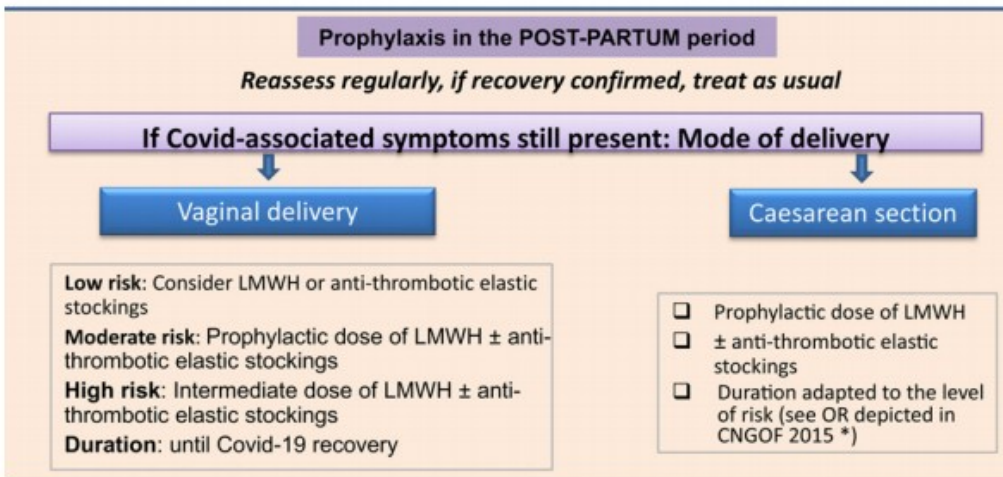 Prophylaxis in the POST-PARTUM period
Reassess regularly, if recovery confirmed, treat as usual
If Covid-associated symptoms still present: Mode of delivery
Vaginal delivery
Caesarean section
Low risk: Consider LMWH or anti-thrombotic elastic
stockings
Moderate risk: Prophylactic dose of LMWH ± anti-
thrombotic elastic stockings
High risk: Intermediate dose of LMWH ± anti-
thrombotic elastic stockings
Duration: until Covid-19 recovery
❑ Prophylactic dose of LMWH
❑ ± anti-thrombotic elastic
stockings
❑ Duration adapted to the level
of risk (see OR depicted in
CNGOF 2015 *)